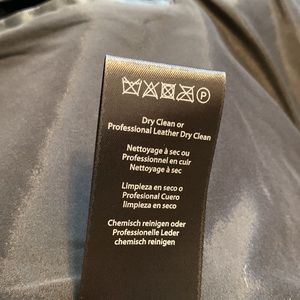 P
Dry Clean or
Professional Leather Dry Clean
Nettoyage à sec ou
Professionnel en cuir
Nettoyage à sec
Limpieza en seco o
Profesional Cuero
limpieza en seco
Chemisch reinigen oder
Professionelle Leder
chemisch reinigen